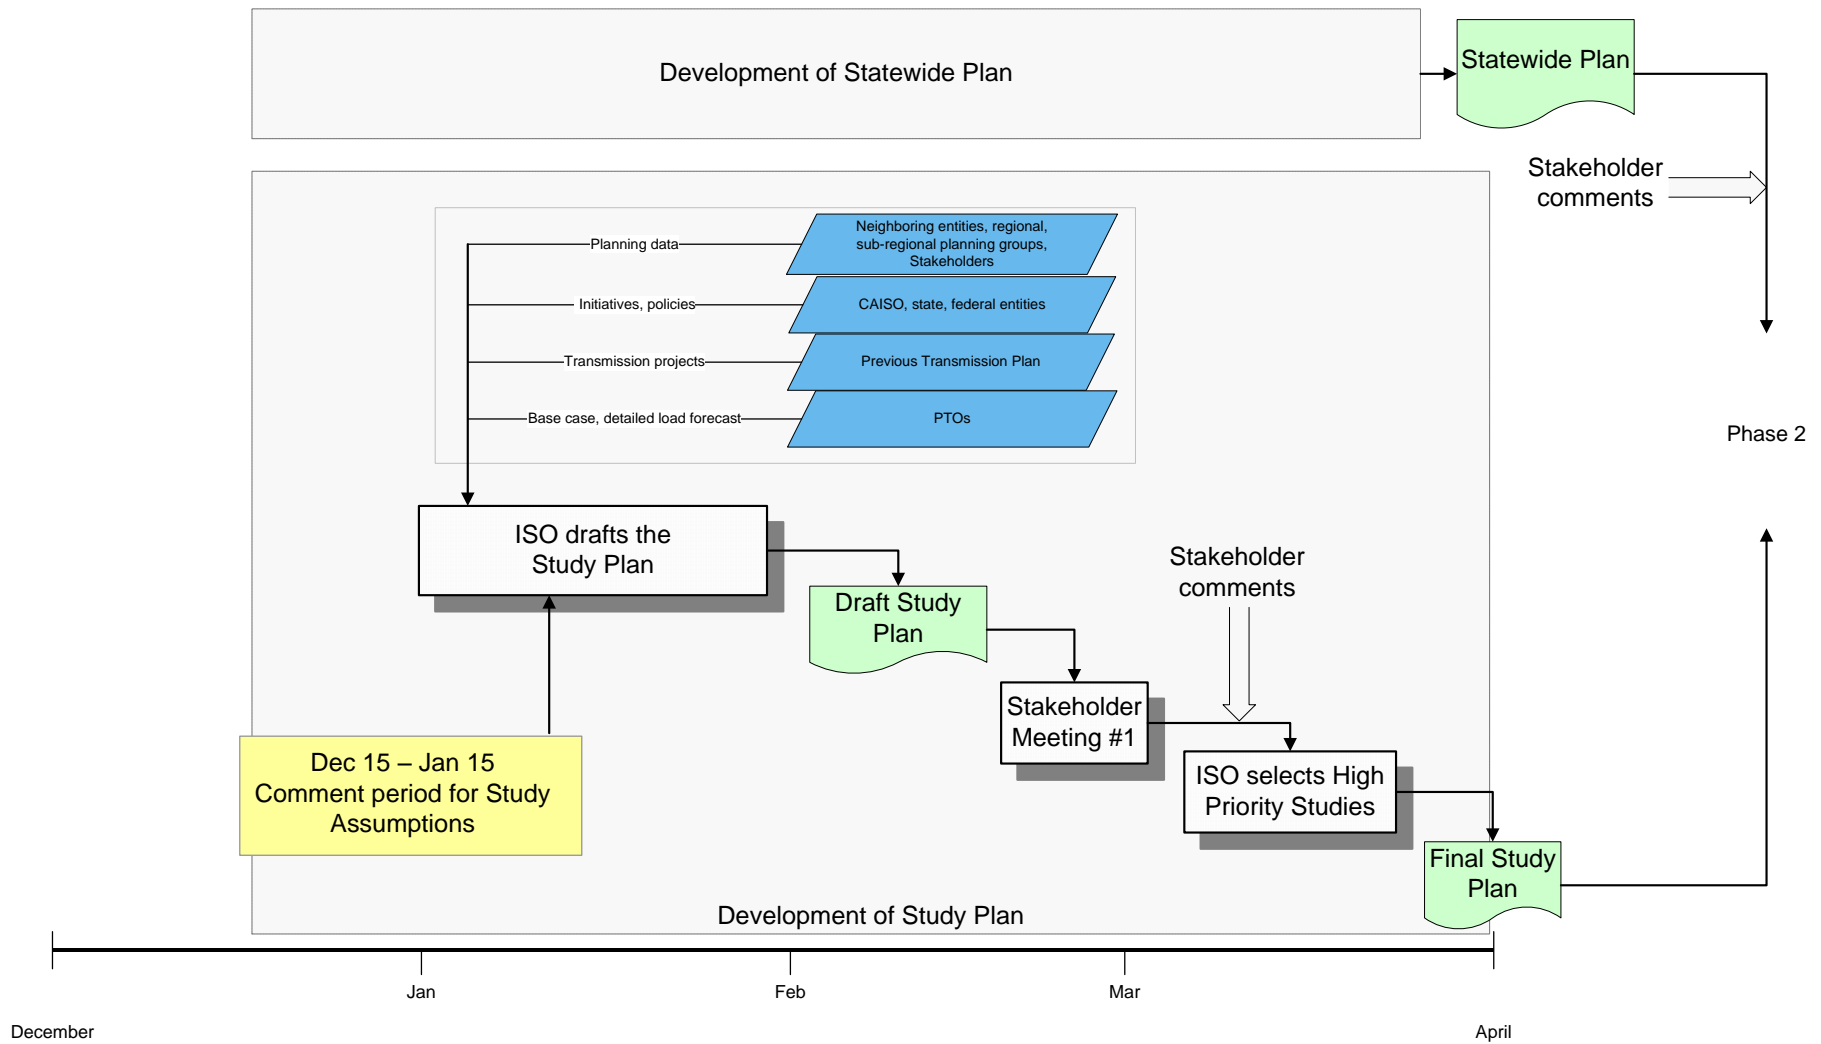 Development of Statewide Plan
Statewide Plan
Stakeholder
comments
Planning data
Neighboring entities, regional,
sub-regional planning groups,
Stakeholders
Initiatives, policies
CAISO, state, federal entities
Transmission projects
Previous Transmission Plan
Base case, detailed load forecast
PTOs
Phase 2
ISO drafts the
Study Plan
Draft Study
Plan
Stakeholder
comments
Stakeholder
Meeting #1
Dec 15 – Jan 15
Comment period for Study
Assumptions
ISO selects High
Priority Studies
Final Study
Plan
Development of Study Plan
Jan
Feb
Mar
December
April